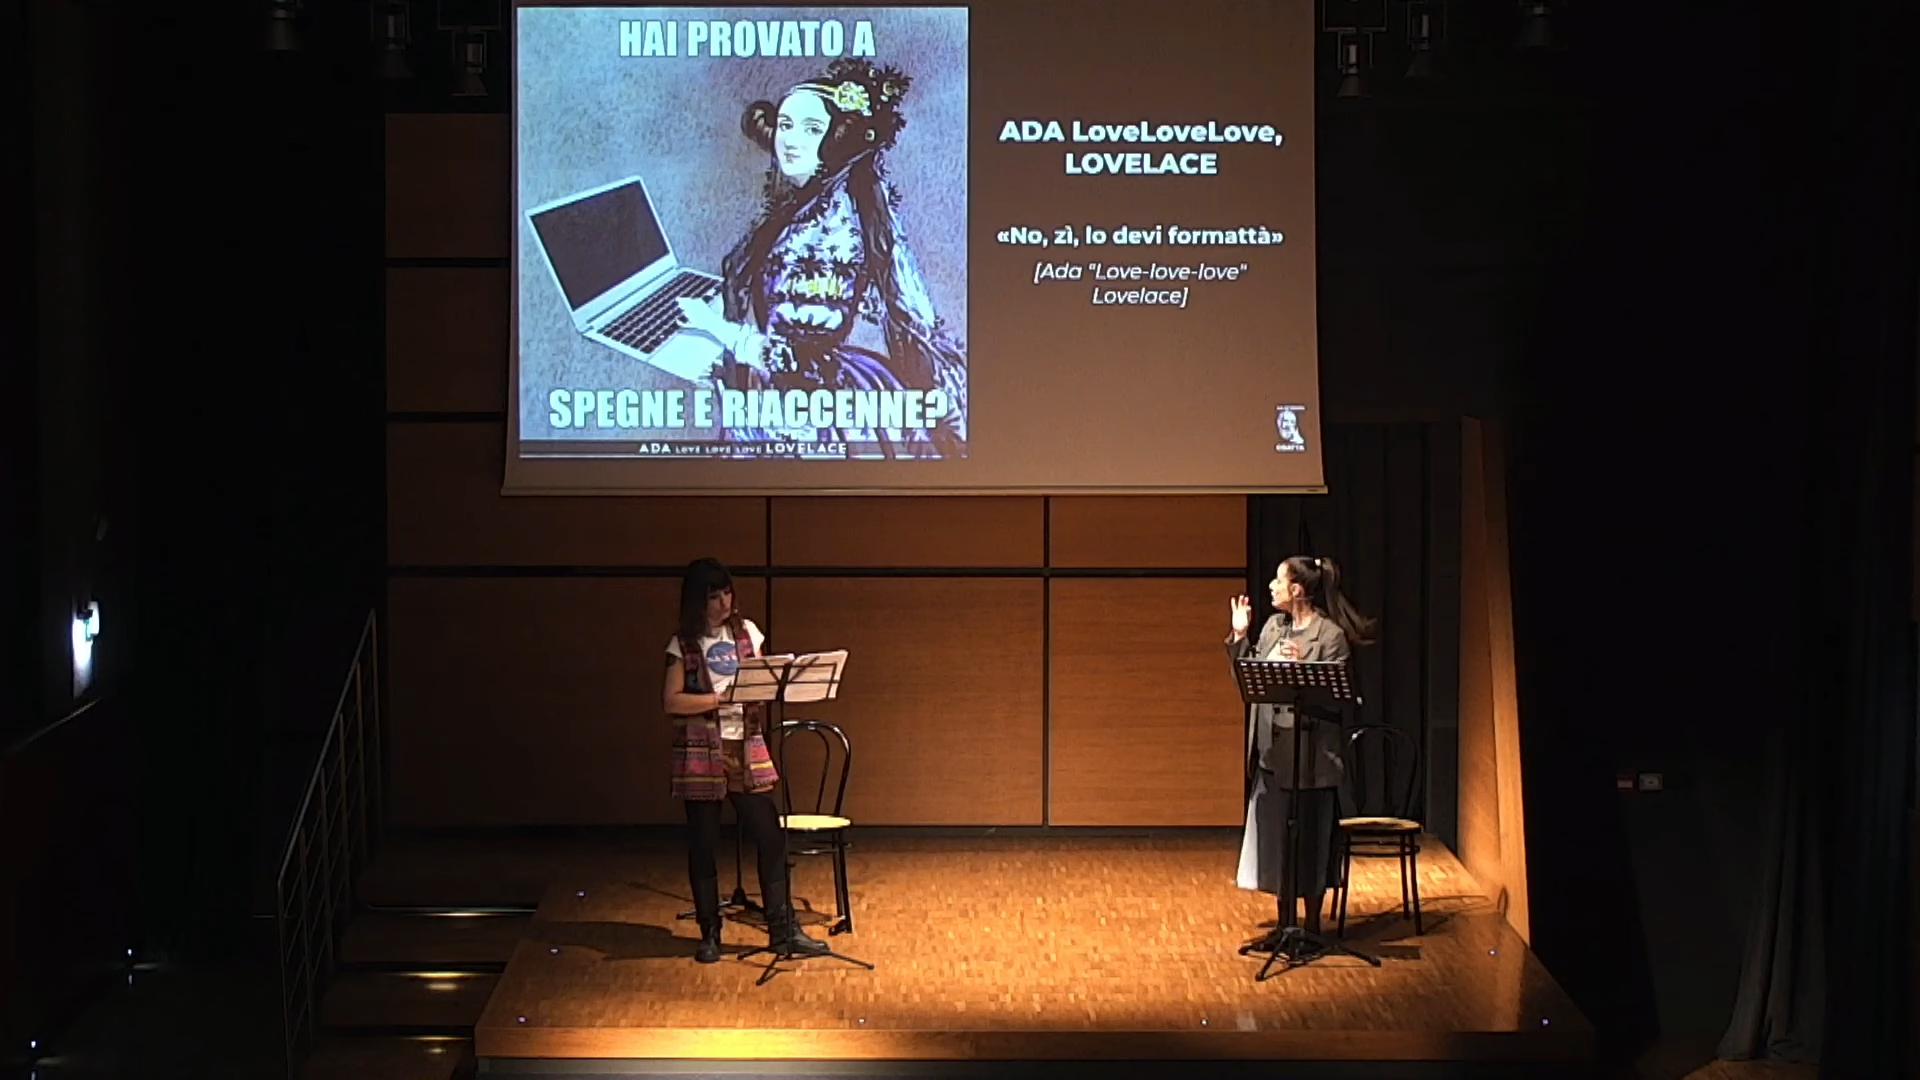 HAI PROVATO A
SPEGNE E RIACCENNE?
ADA LOVE LOVE LOVE LOVELACE
ADA LoveLoveLove,
LOVELACE
«No, zì, lo devi formattà»
[Ada "Love-love-love"
Lovelace]
NASA